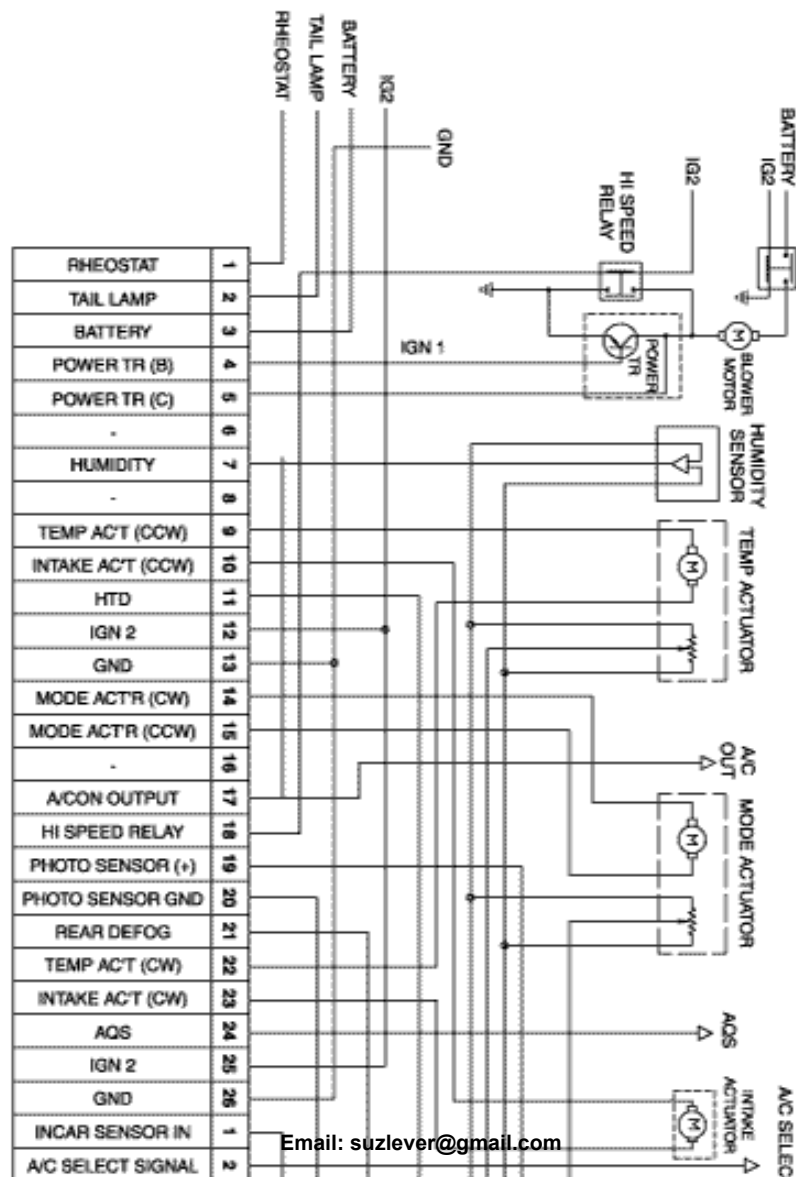 RHEOSTAT
TAIL LAMP
BATTERY
IG2
GND
HI SPEED
RELAY
IG2
BATTERY
IG2
RHEOSTAT 1
TAIL LAMP 2
BATTERY 3
POWER TR (B) 4
POWER TR (C) 5
- 6
HUMIDITY 7
- 8
TEMP AC'T (CCW) 9
INTAKE AC'T (CCW) 10
HTD 11
IGN 2 12
GND 13
MODE ACT'R (CW) 14
MODE ACT'R (CCW) 15
- 16
A/CON OUTPUT 17
HI SPEED RELAY 18
PHOTO SENSOR (+) 19
PHOTO SENSOR GND 20
REAR DEFOG 21
TEMP AC'T (CW) 22
INTAKE AC'T (CW) 23
AQS 24
IGN 2 25
GND 26
INCAR SENSOR IN 1
A/C SELECT SIGNAL 2
IGN 1
POWER
TR
M
BLOWER
MOTOR
HUMIDITY
SENSOR
TEMP ACTUATOR
M
A/C
OUT
MODE ACTUATOR
M
AQS
INTAKE
ACTUATOR
M
A/C SELEC
Email: suzlever@gmail.com